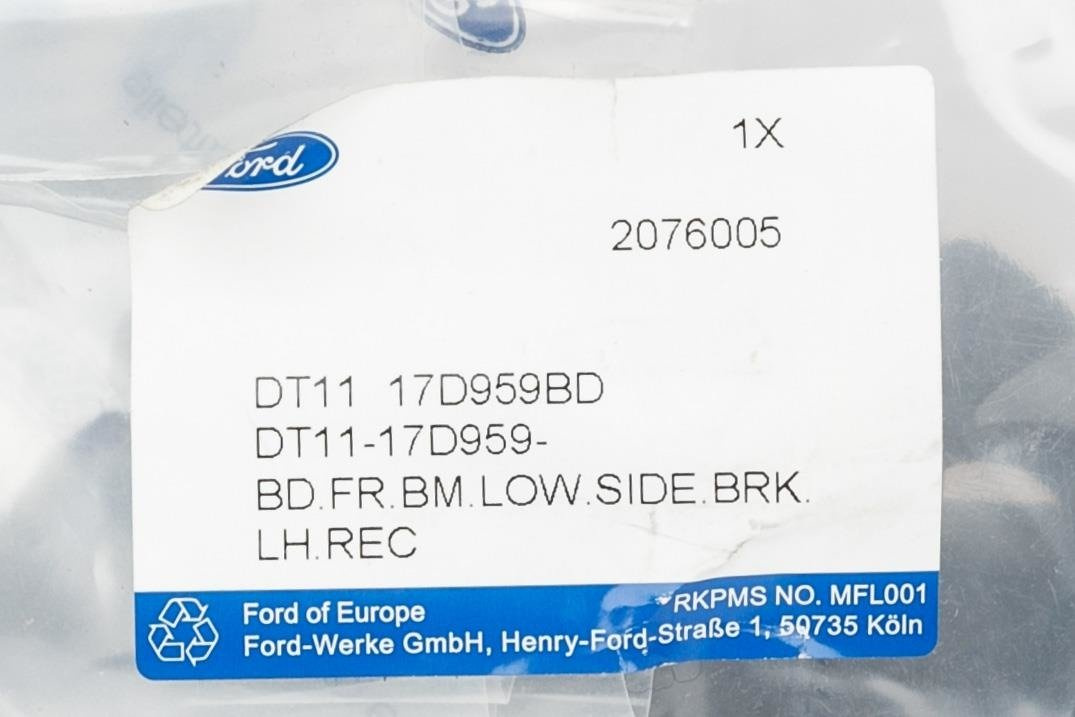 Ford
1X
2076005
DT11 17D959BD
DT11-17D959-
BD.FR.BM.LOW.SIDE.BRK.
LH.REC
RKPMS NO. MFL001
Ford of Europe
Ford-Werke GmbH, Henry-Ford-Straße 1, 50735 Köln